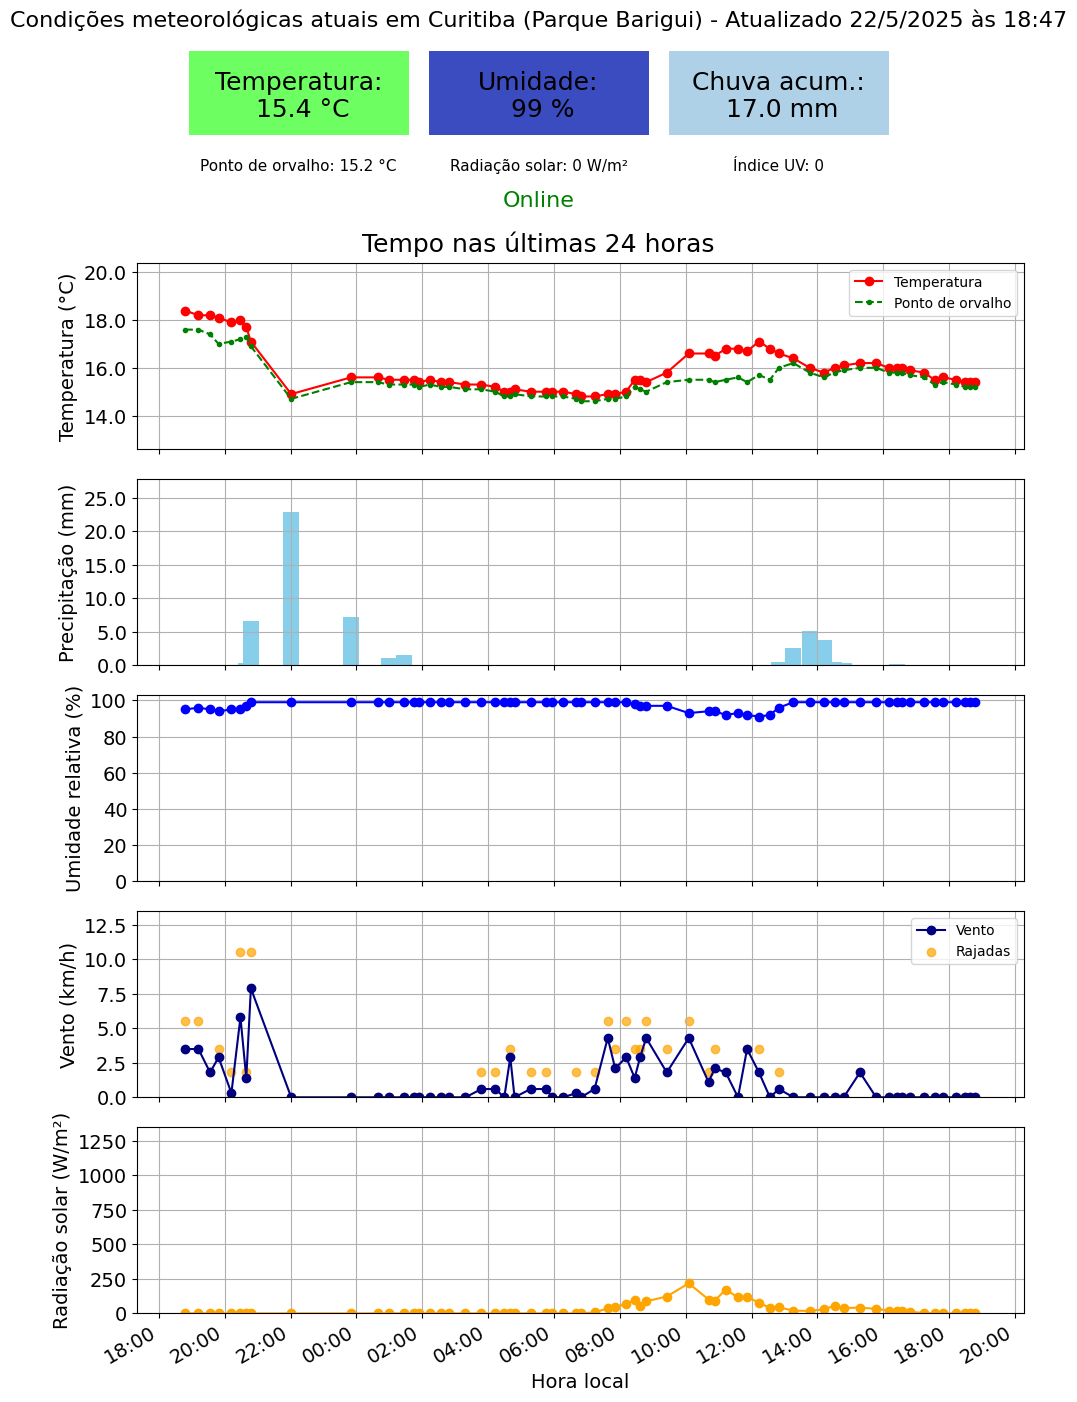 Condições meteorológicas atuais em Curitiba (Parque Barigui) - Atualizado 22/5/2025 às 18:47
Temperatura:
15.4 °C
Umidade:
99 %
Chuva acum.:
17.0 mm
Ponto de orvalho: 15.2 °C
Radiação solar: 0 W/m²
Índice UV: 0
Online
Tempo nas últimas 24 horas
Temperatura (°C)
20.0
18.0
16.0
14.0
Temperatura
Ponto de orvalho
Precipitação (mm)
25.0
20.0
15.0
10.0
5.0
0.0
Umidade relativa (%)
100
80
60
40
20
0
Vento (km/h)
12.5
10.0
7.5
5.0
2.5
0.0
Vento
Rajadas
Radiação solar (W/m²)
1250
1000
750
500
250
0
18:00
20:00
22:00
00:00
02:00
04:00
06:00
08:00
10:00
12:00
14:00
16:00
18:00
20:00
Hora local